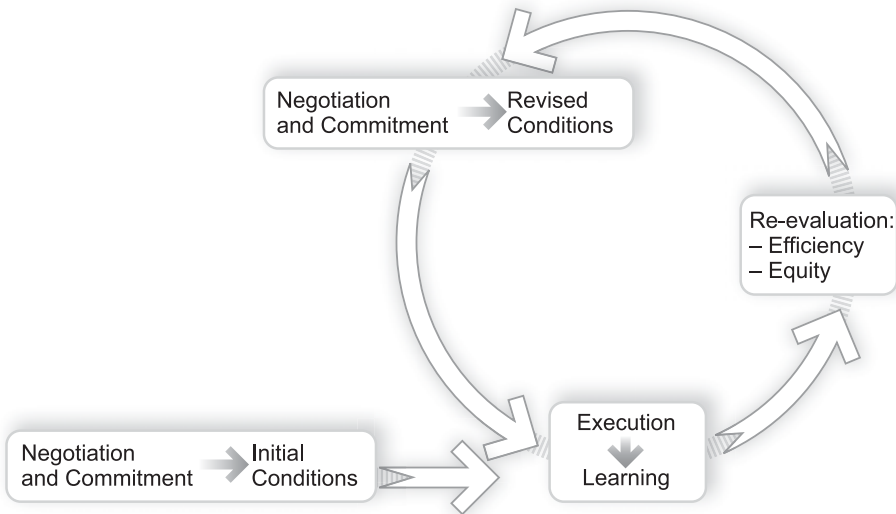 Negotiation
and Commitment
Revised
Conditions
Re-evaluation:
– Efficiency
– Equity
Execution
Learning
Negotiation
and Commitment
Initial
Conditions